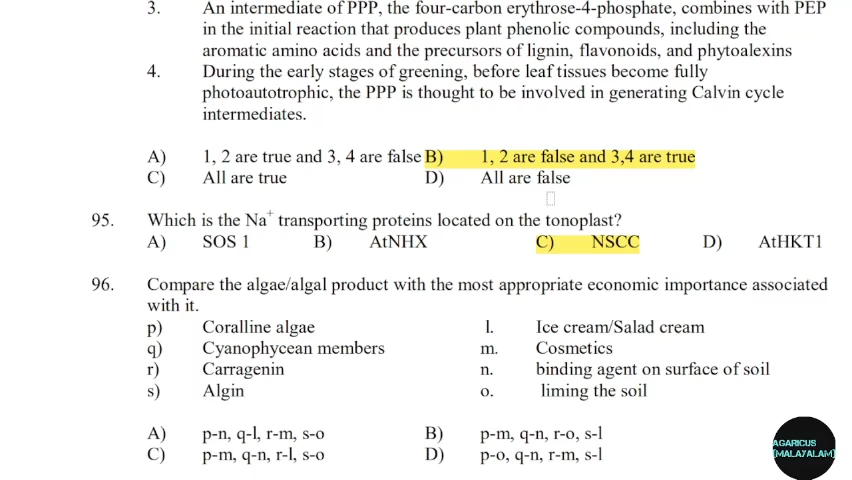 3. An intermediate of PPP, the four-carbon erythrose-4-phosphate, combines with PEP
in the initial reaction that produces plant phenolic compounds, including the
aromatic amino acids and the precursors of lignin, flavonoids, and phytoalexins
4. During the early stages of greening, before leaf tissues become fully
photoautotrophic, the PPP is thought to be involved in generating Calvin cycle
intermediates.
A) 1, 2 are true and 3, 4 are false B) 1, 2 are false and 3,4 are true
C) All are true D) All are false
95. Which is the Na+ transporting proteins located on the tonoplast?
A) SOS 1 B) AtNHX C) NSCC D) AtHKT1
96. Compare the algae/algal product with the most appropriate economic importance associated
with it.
p) Coralline algae l. Ice cream/Salad cream
q) Cyanophycean members m. Cosmetics
r) Carragenin n. binding agent on surface of soil
s) Algin o. liming the soil
A) p-n, q-l, r-m, s-o B) p-m, q-n, r-o, s-l
C) p-m, q-n, r-l, s-o D) p-o, q-n, r-m, s-l
AGARICUS
(MALAYALAM)